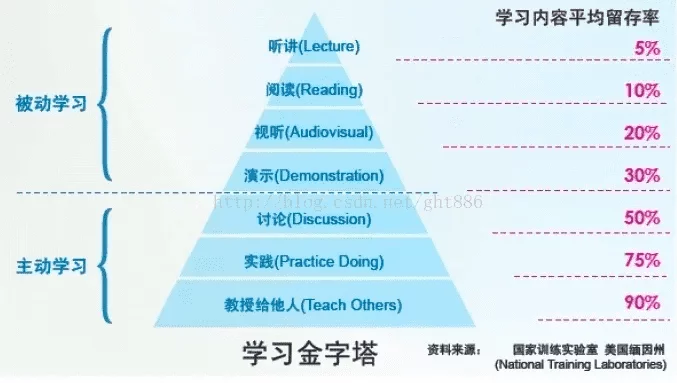 学习内容平均留存率
听讲(Lecture) 5%
阅读(Reading) 10%
被动学习
视听(Audiovisual) 20%
演示(Demonstration) 30%
http://blog.csdn.net/ght886
讨论(Discussion) 50%
主动学习
实践(Practice Doing) 75%
教授给他人(Teach Others) 90%
学习金字塔
资料来源： 国家训练实验室 美国缅因州
(National Training Laboratories)